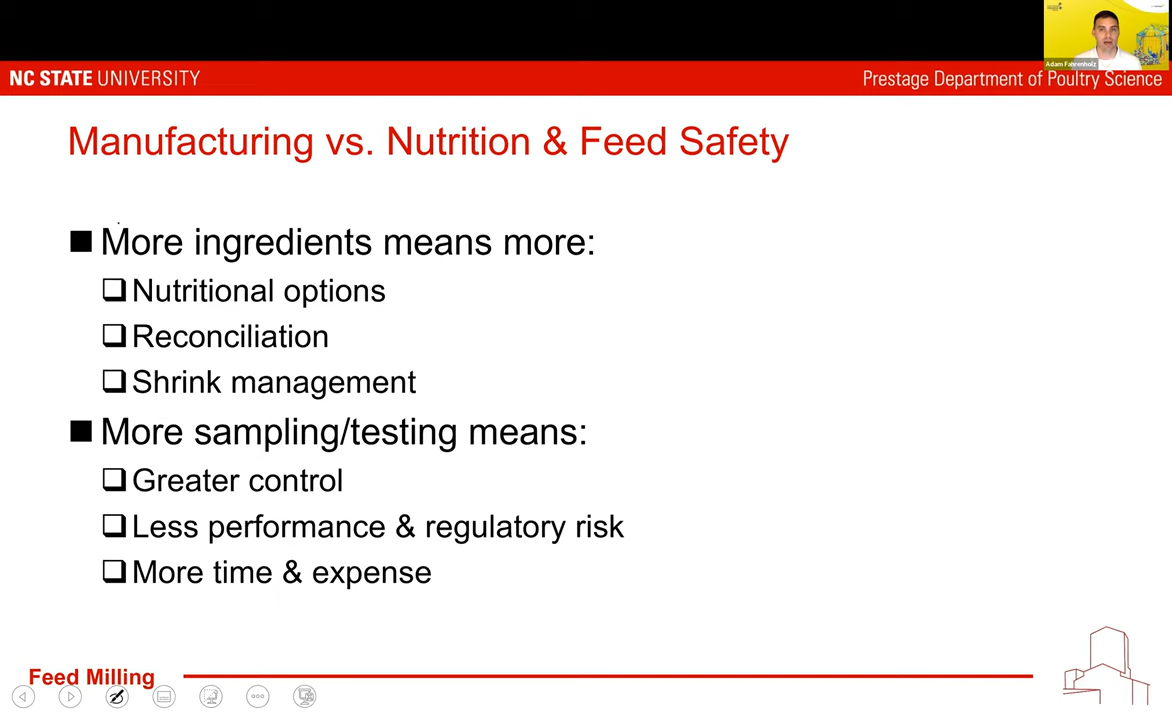 Adam Fahrenholz
NC STATE UNIVERSITY
Prestage Department of Poultry Science
Manufacturing vs. Nutrition & Feed Safety
More ingredients means more:
Nutritional options
Reconciliation
Shrink management
More sampling/testing means:
Greater control
Less performance & regulatory risk
More time & expense
Feed Milling